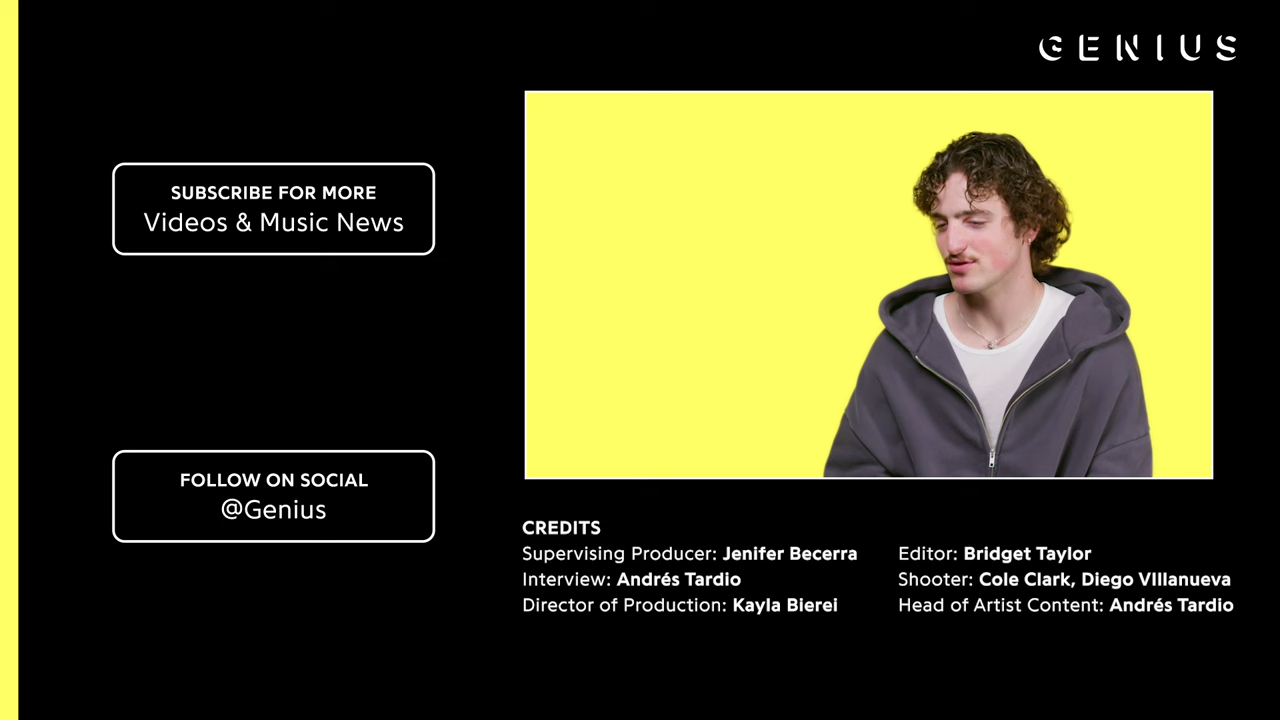 GENIUS
SUBSCRIBE FOR MORE
Videos & Music News
FOLLOW ON SOCIAL
@Genius
CREDITS
Supervising Producer: Jenifer Becerra
Interview: Andrés Tardio
Director of Production: Kayla Bierei
Editor: Bridget Taylor
Shooter: Cole Clark, Diego VIllanueva
Head of Artist Content: Andrés Tardio